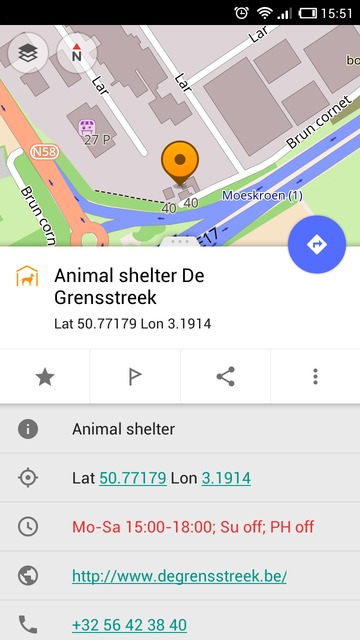 15:51
N
Lar
Lar
Lar
bo
27 P
N58
Brun cornet
Brun corn
40
40
Moeskroen (1)
E17
Animal shelter De
Grensstreek
Lat 50.77179 Lon 3.1914
Animal shelter
Lat 50.77179 Lon 3.1914
Mo-Sa 15:00-18:00; Su off; PH off
http://www.degrensstreek.be/
+32 56 42 38 40